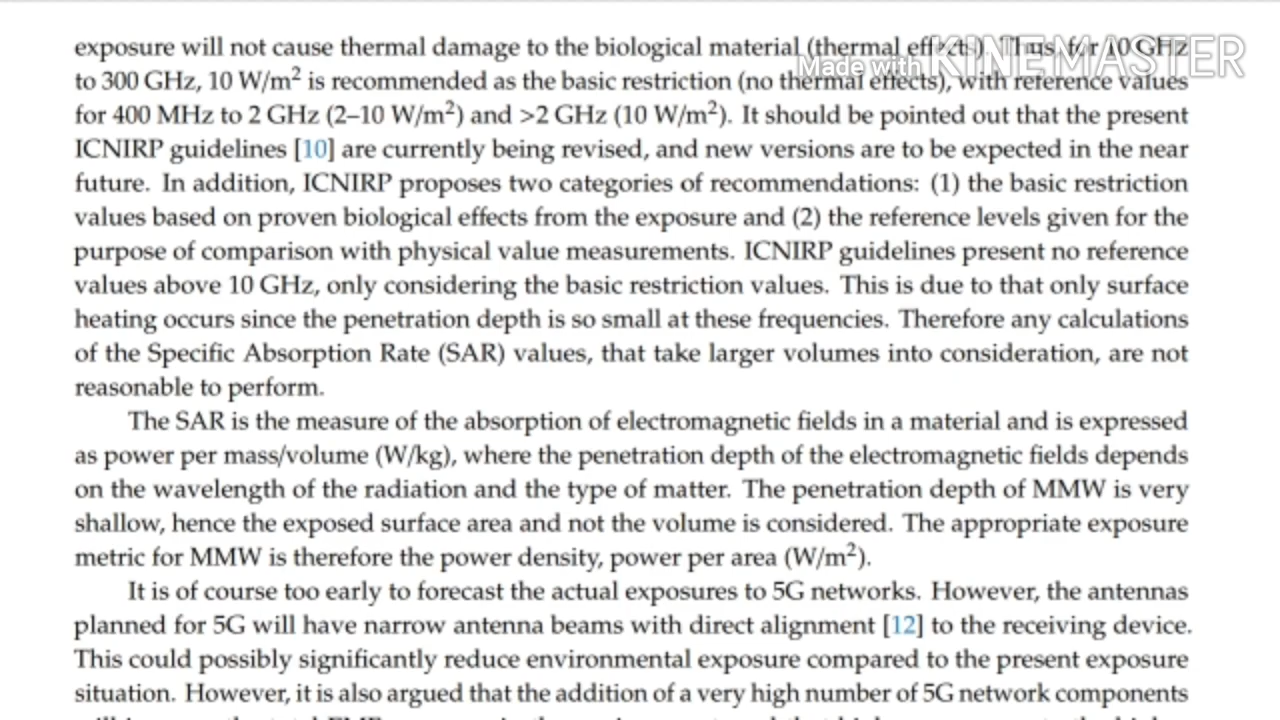 exposure will not cause thermal damage to the biological material (thermal effects). Thus, for 10 GHz
Made with KINEMASTER
to 300 GHz, 10 W/m² is recommended as the basic restriction (no thermal effects), with reference values
for 400 MHz to 2 GHz (2–10 W/m²) and >2 GHz (10 W/m²). It should be pointed out that the present
ICNIRP guidelines [10] are currently being revised, and new versions are to be expected in the near
future. In addition, ICNIRP proposes two categories of recommendations: (1) the basic restriction
values based on proven biological effects from the exposure and (2) the reference levels given for the
purpose of comparison with physical value measurements. ICNIRP guidelines present no reference
values above 10 GHz, only considering the basic restriction values. This is due to that only surface
heating occurs since the penetration depth is so small at these frequencies. Therefore any calculations
of the Specific Absorption Rate (SAR) values, that take larger volumes into consideration, are not
reasonable to perform.
The SAR is the measure of the absorption of electromagnetic fields in a material and is expressed
as power per mass/volume (W/kg), where the penetration depth of the electromagnetic fields depends
on the wavelength of the radiation and the type of matter. The penetration depth of MMW is very
shallow, hence the exposed surface area and not the volume is considered. The appropriate exposure
metric for MMW is therefore the power density, power per area (W/m²).
It is of course too early to forecast the actual exposures to 5G networks. However, the antennas
planned for 5G will have narrow antenna beams with direct alignment [12] to the receiving device.
This could possibly significantly reduce environmental exposure compared to the present exposure
situation. However, it is also argued that the addition of a very high number of 5G network components